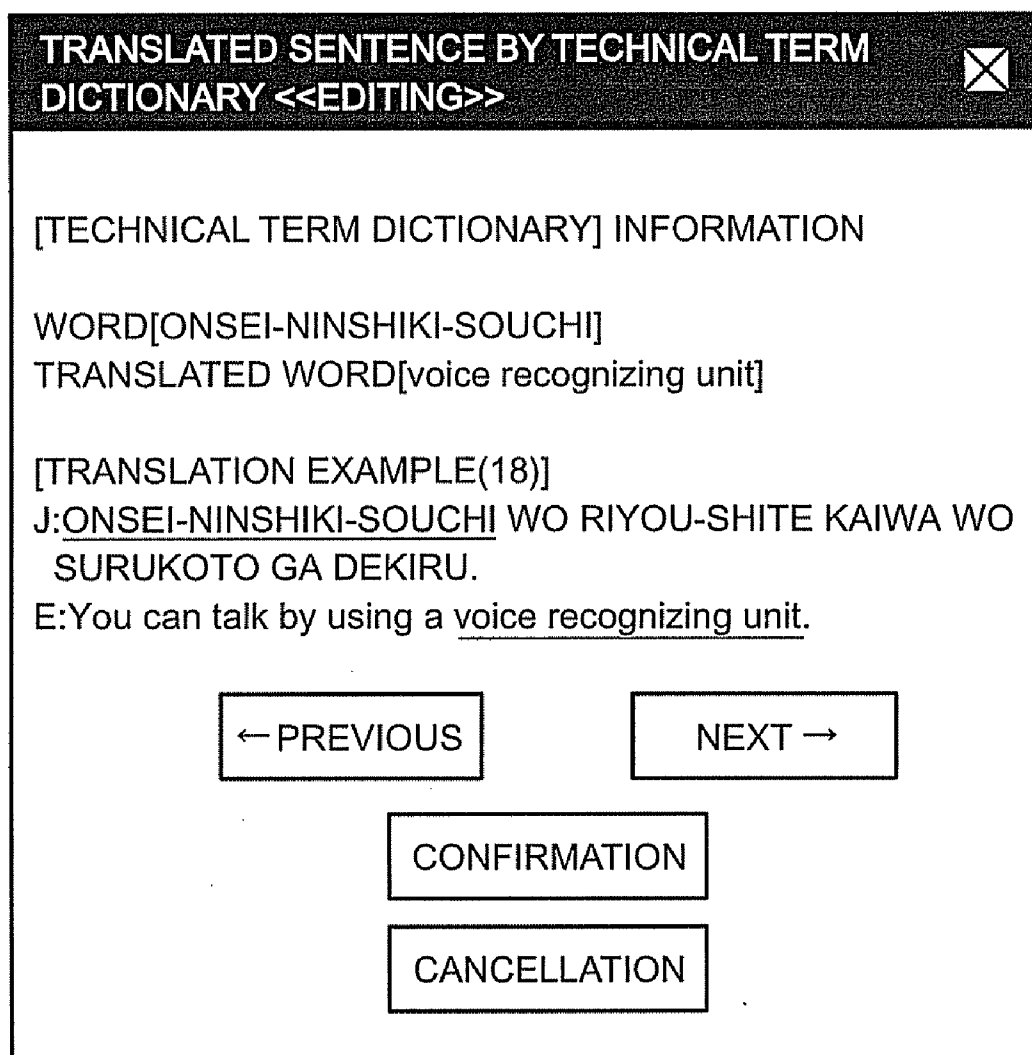 TRANSLATED SENTENCE BY TECHNICAL TERM
DICTIONARY <<EDITING>>
[TECHNICAL TERM DICTIONARY] INFORMATION
WORD[ONSEI-NINSHIKI-SOUCHI]
TRANSLATED WORD[voice recognizing unit]
[TRANSLATION EXAMPLE(18)]
J:ONSEI-NINSHIKI-SOUCHI WO RIYOU-SHITE KAIWA WO
SURUKOTO GA DEKIRU.
E:You can talk by using a voice recognizing unit.
←PREVIOUS NEXT→
CONFIRMATION
CANCELLATION